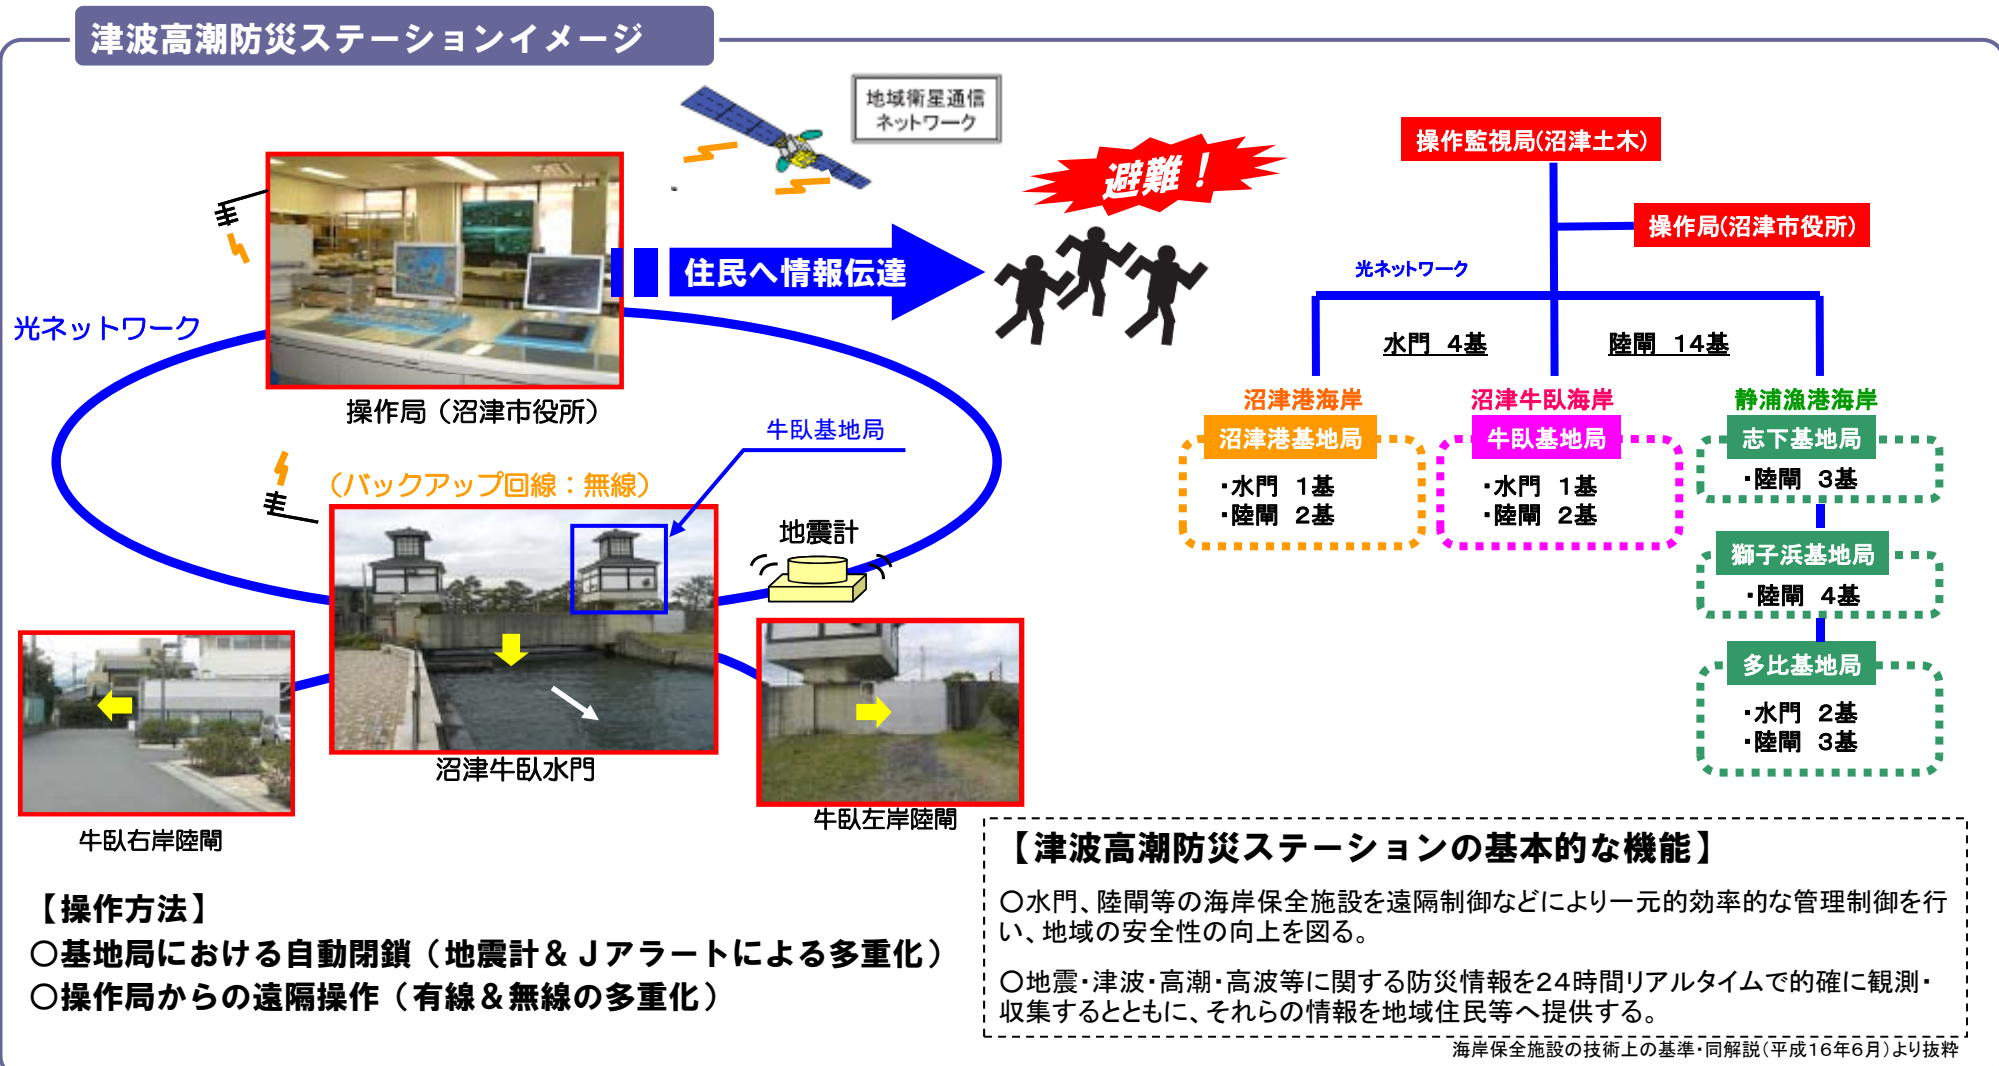 津波高潮防災ステーションイメージ
地域衛星通信
ネットワーク
避難！
住民へ情報伝達
光ネットワーク
操作局（沼津市役所）
牛臥基地局
（バックアップ回線：無線）
地震計
沼津牛臥水門
牛臥右岸陸閘
牛臥左岸陸閘
操作監視局(沼津土木)
操作局(沼津市役所)
光ネットワーク
水門　4基
陸閘　14基
沼津港海岸
沼津港基地局
・水門　1基
・陸閘　2基
沼津牛臥海岸
牛臥基地局
・水門　1基
・陸閘　2基
静浦漁港海岸
志下基地局
・陸閘　3基
獅子浜基地局
・陸閘　4基
多比基地局
・水門　2基
・陸閘　3基
【操作方法】
○基地局における自動閉鎖（地震計＆Ｊアラートによる多重化）
○操作局からの遠隔操作（有線＆無線の多重化）
【津波高潮防災ステーションの基本的な機能】
○水門、陸閘等の海岸保全施設を遠隔制御などにより一元的効率的な管理制御を行
い、地域の安全性の向上を図る。
○地震・津波・高潮・高波等に関する防災情報を24時間リアルタイムで的確に観測・
収集するとともに、それらの情報を地域住民等へ提供する。
海岸保全施設の技術上の基準・同解説(平成16年6月)より抜粋